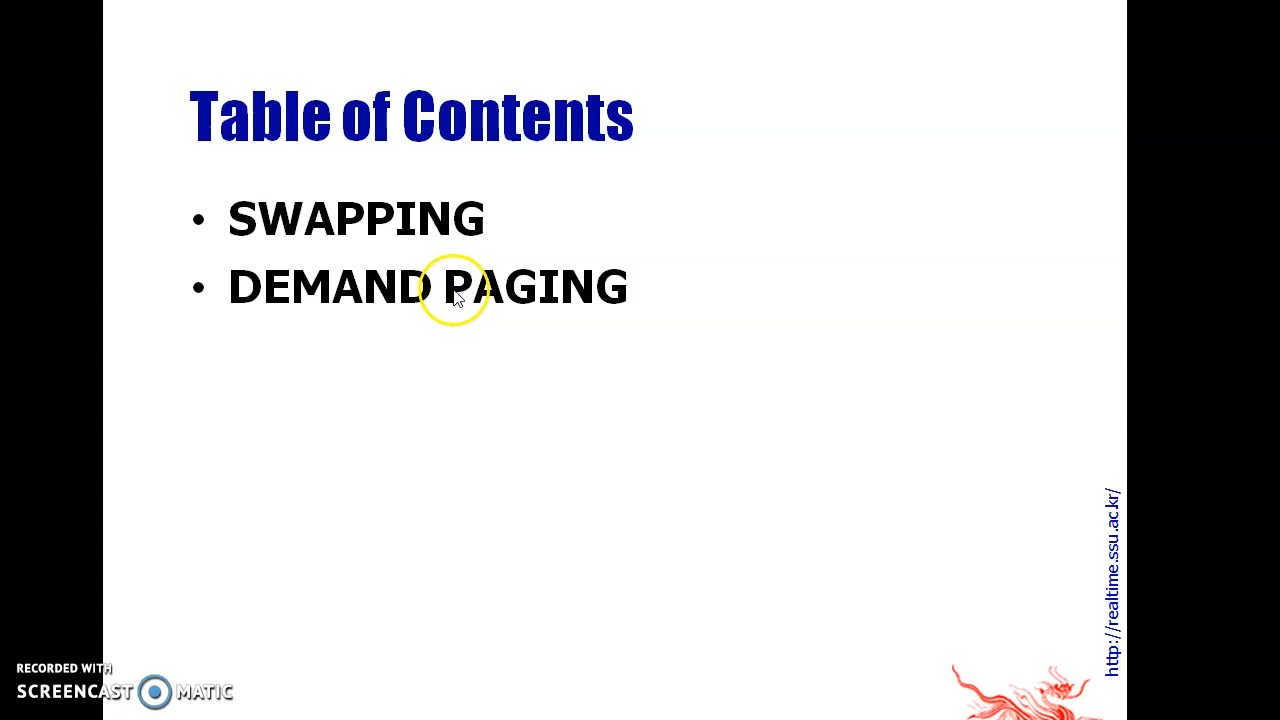 Table of Contents
• SWAPPING
• DEMAND PAGING
http://realtime.ssu.ac.kr/
RECORDED WITH
SCREENCAST MATIC